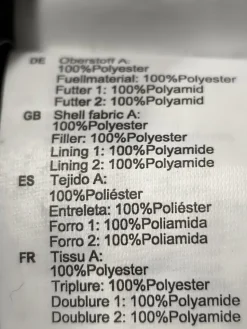 DE Oberstoff A:
100%Polyester
Fuellmaterial: 100%Polyester
Futter 1: 100%Polyamid
Futter 2: 100%Polyamid
GB Shell fabric A:
100%Polyester
Filler: 100%Polyester
Lining 1: 100%Polyamide
Lining 2: 100%Polyamide
ES Tejido A:
100%Poliéster
Entreleta: 100%Poliéster
Forro 1: 100%Poliamida
Forro 2: 100%Poliamida
FR Tissu A:
100%Polyester
Triplure: 100%Polyester
Doublure 1: 100%Polyamide
Doublure 2: 100%Polyamide